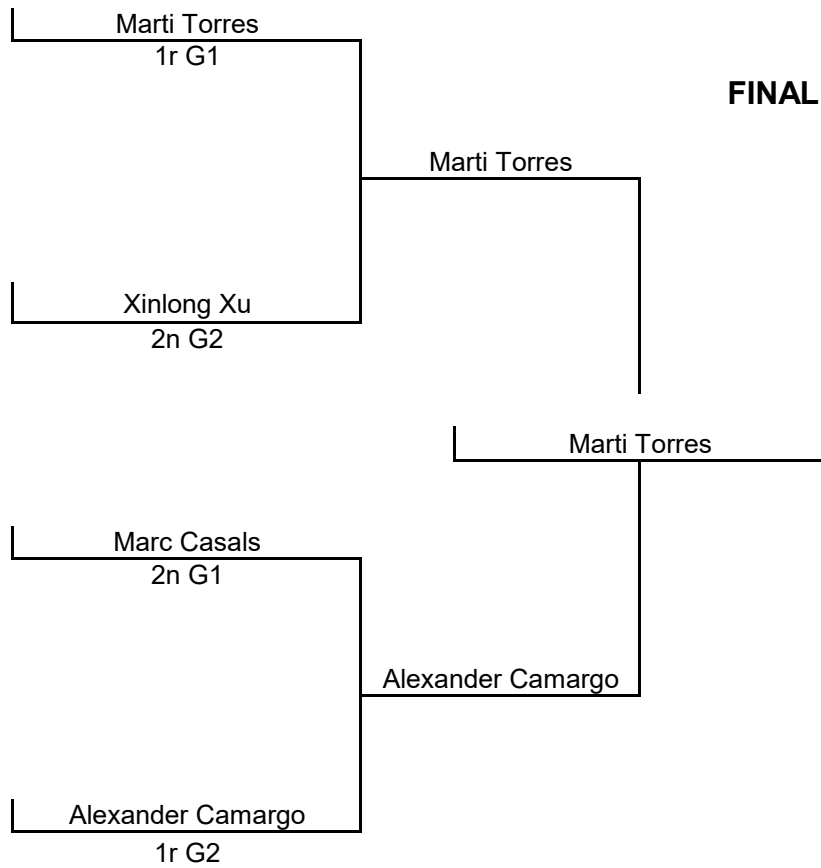 Marti Torres
1r G1
FINAL
Marti Torres
Xinlong Xu
2n G2
Marti Torres
Marc Casals
2n G1
Alexander Camargo
Alexander Camargo
1r G2